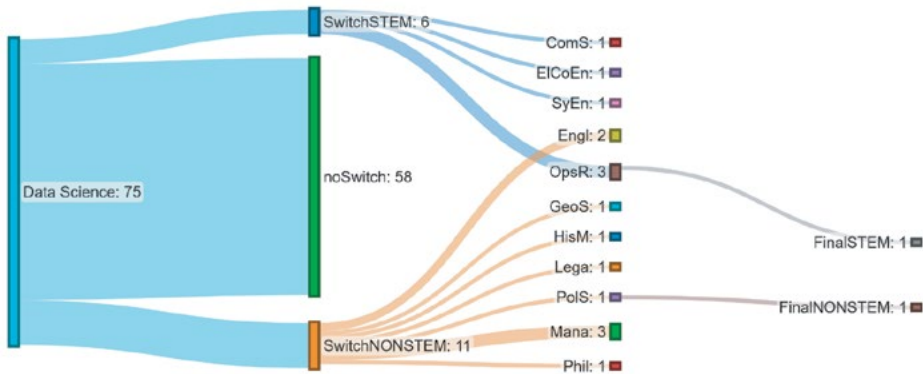 SwitchSTEM: 6
ComS: 1
ElCoEn: 1
SyEn: 1
Engl: 2
noSwitch: 58
OpsR: 3
Data Science: 75
GeoS: 1
HisM: 1
FinalSTEM: 1
Lega: 1
PolS: 1
FinalNONSTEM: 1
Mana: 3
SwitchNONSTEM: 11
Phil: 1